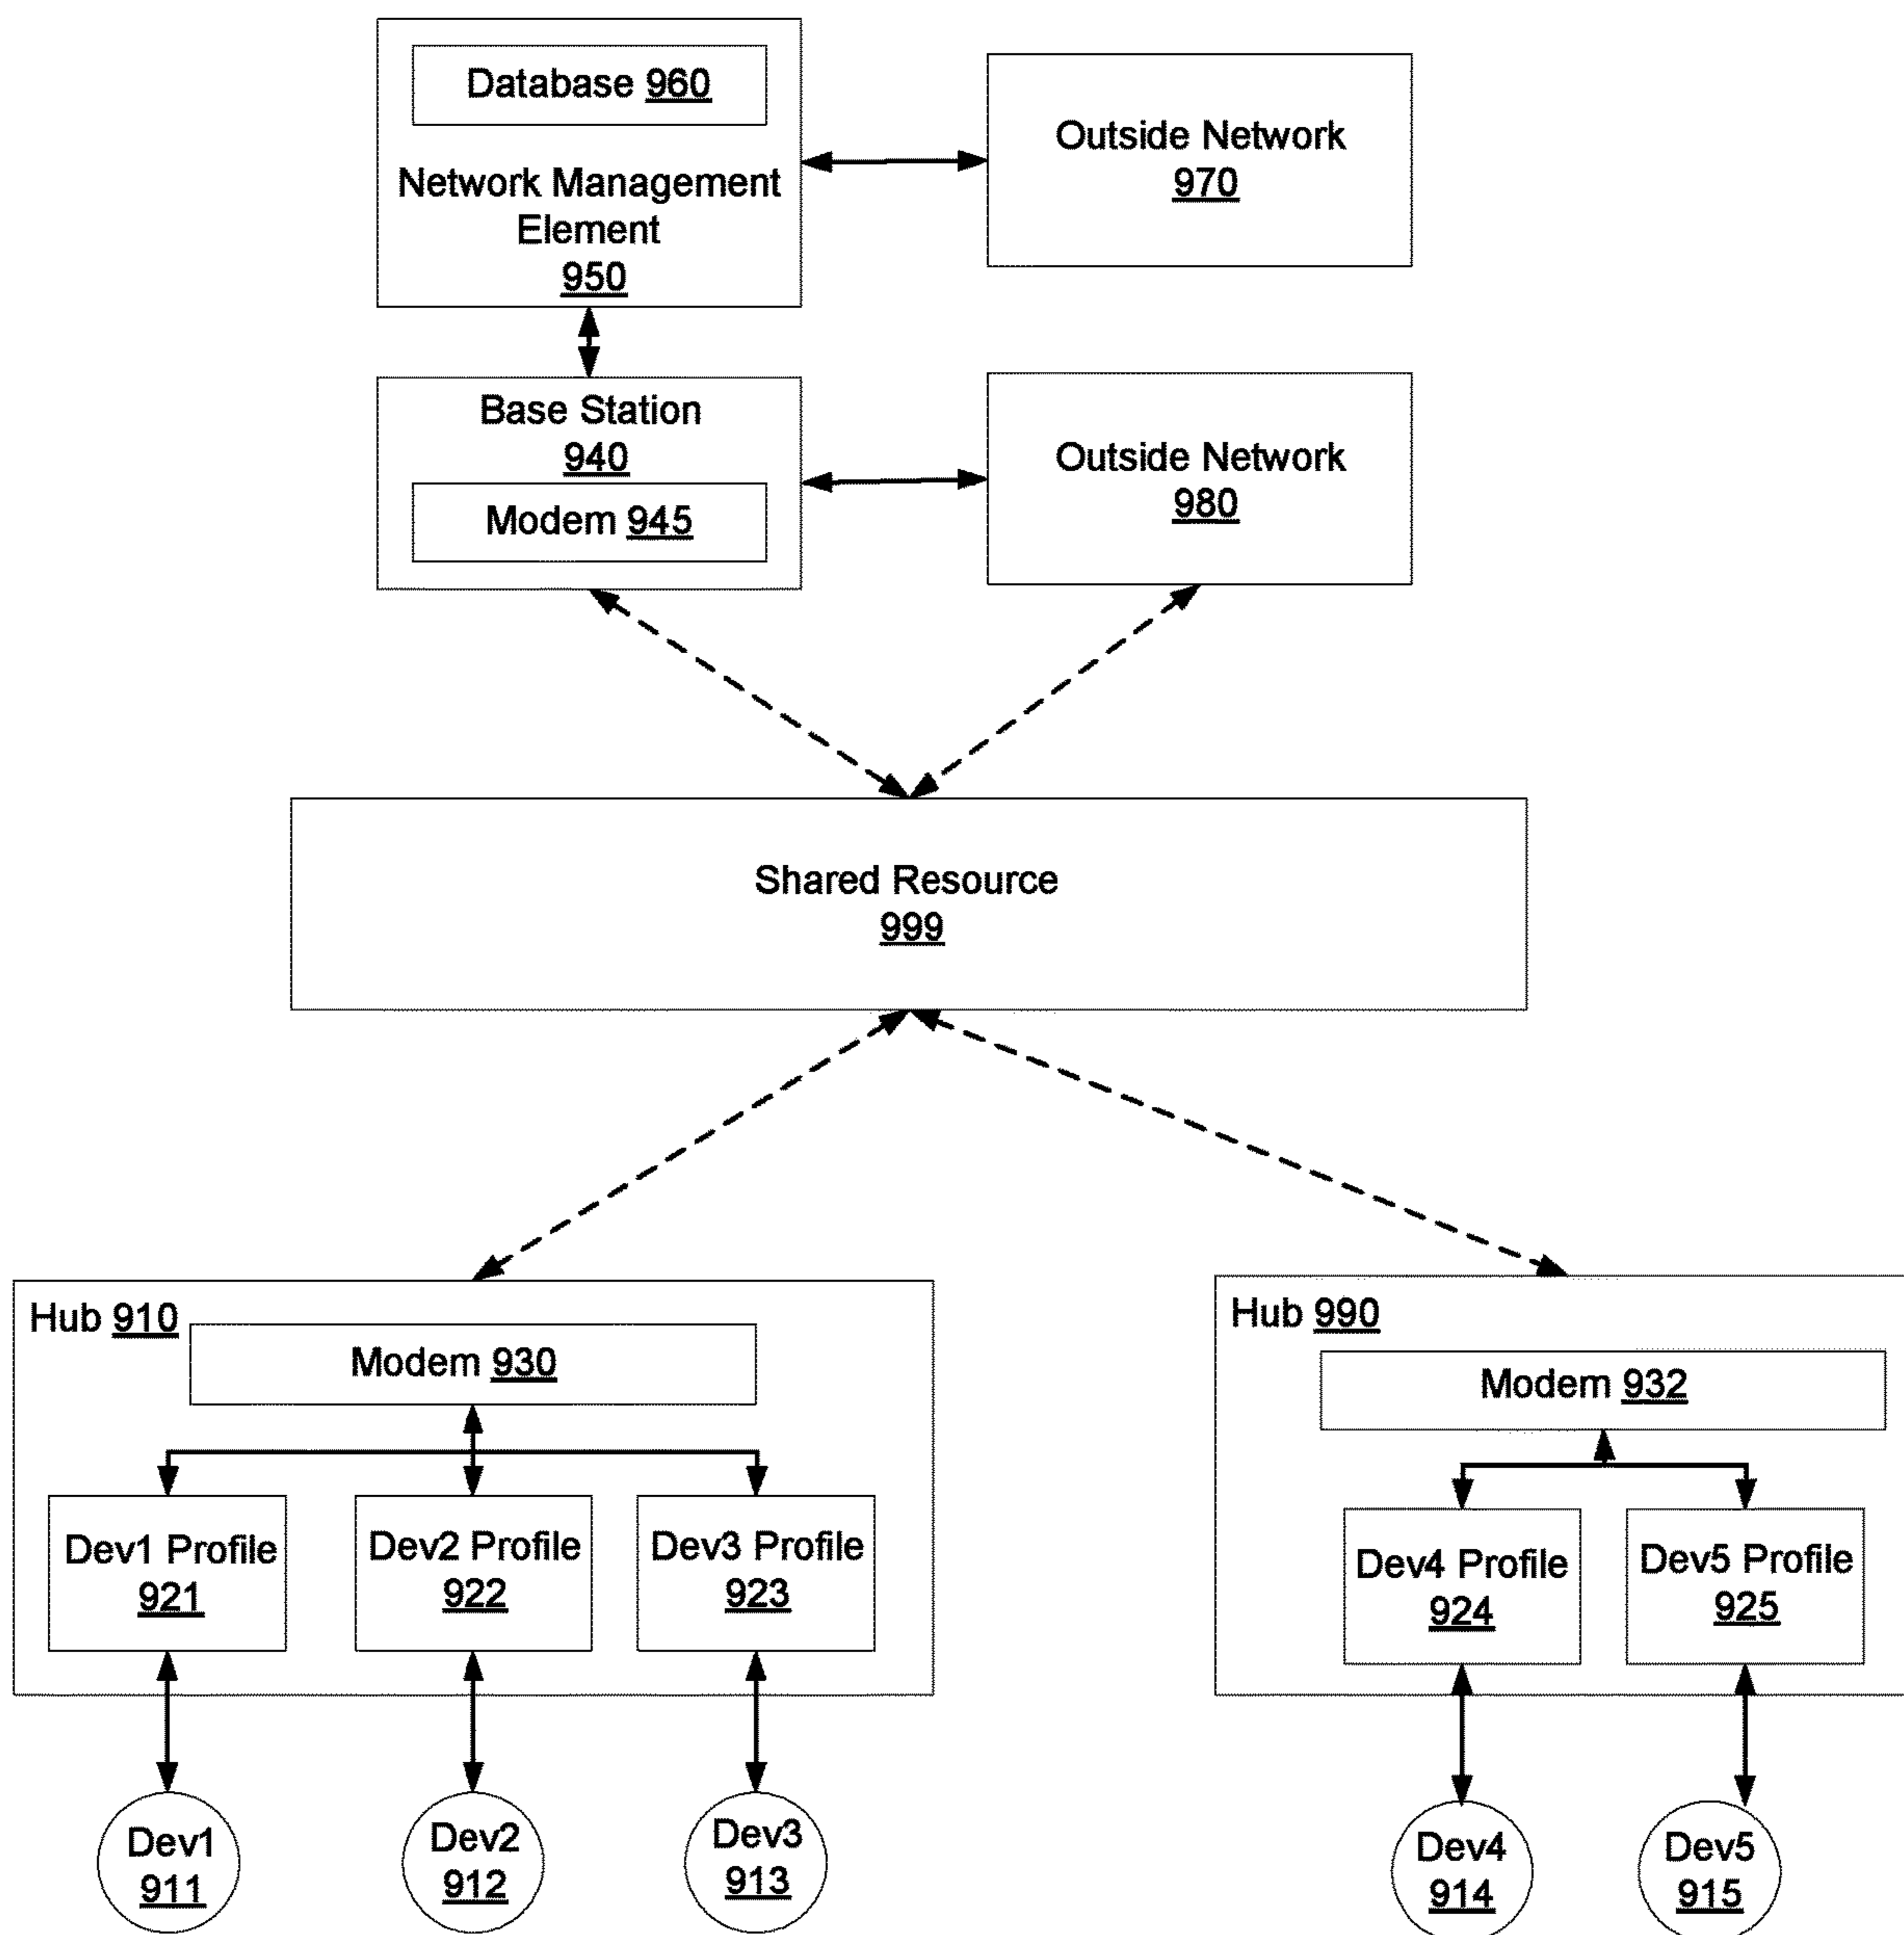 Database 960
Network Management
Element
950
Outside Network
970
Base Station
940
Modem 945
Outside Network
980
Shared Resource
999
Hub 910
Modem 930
Dev1 Profile
921
Dev2 Profile
922
Dev3 Profile
923
Dev1
911
Dev2
912
Dev3
913
Hub 990
Modem 932
Dev4 Profile
924
Dev5 Profile
925
Dev4
914
Dev5
915